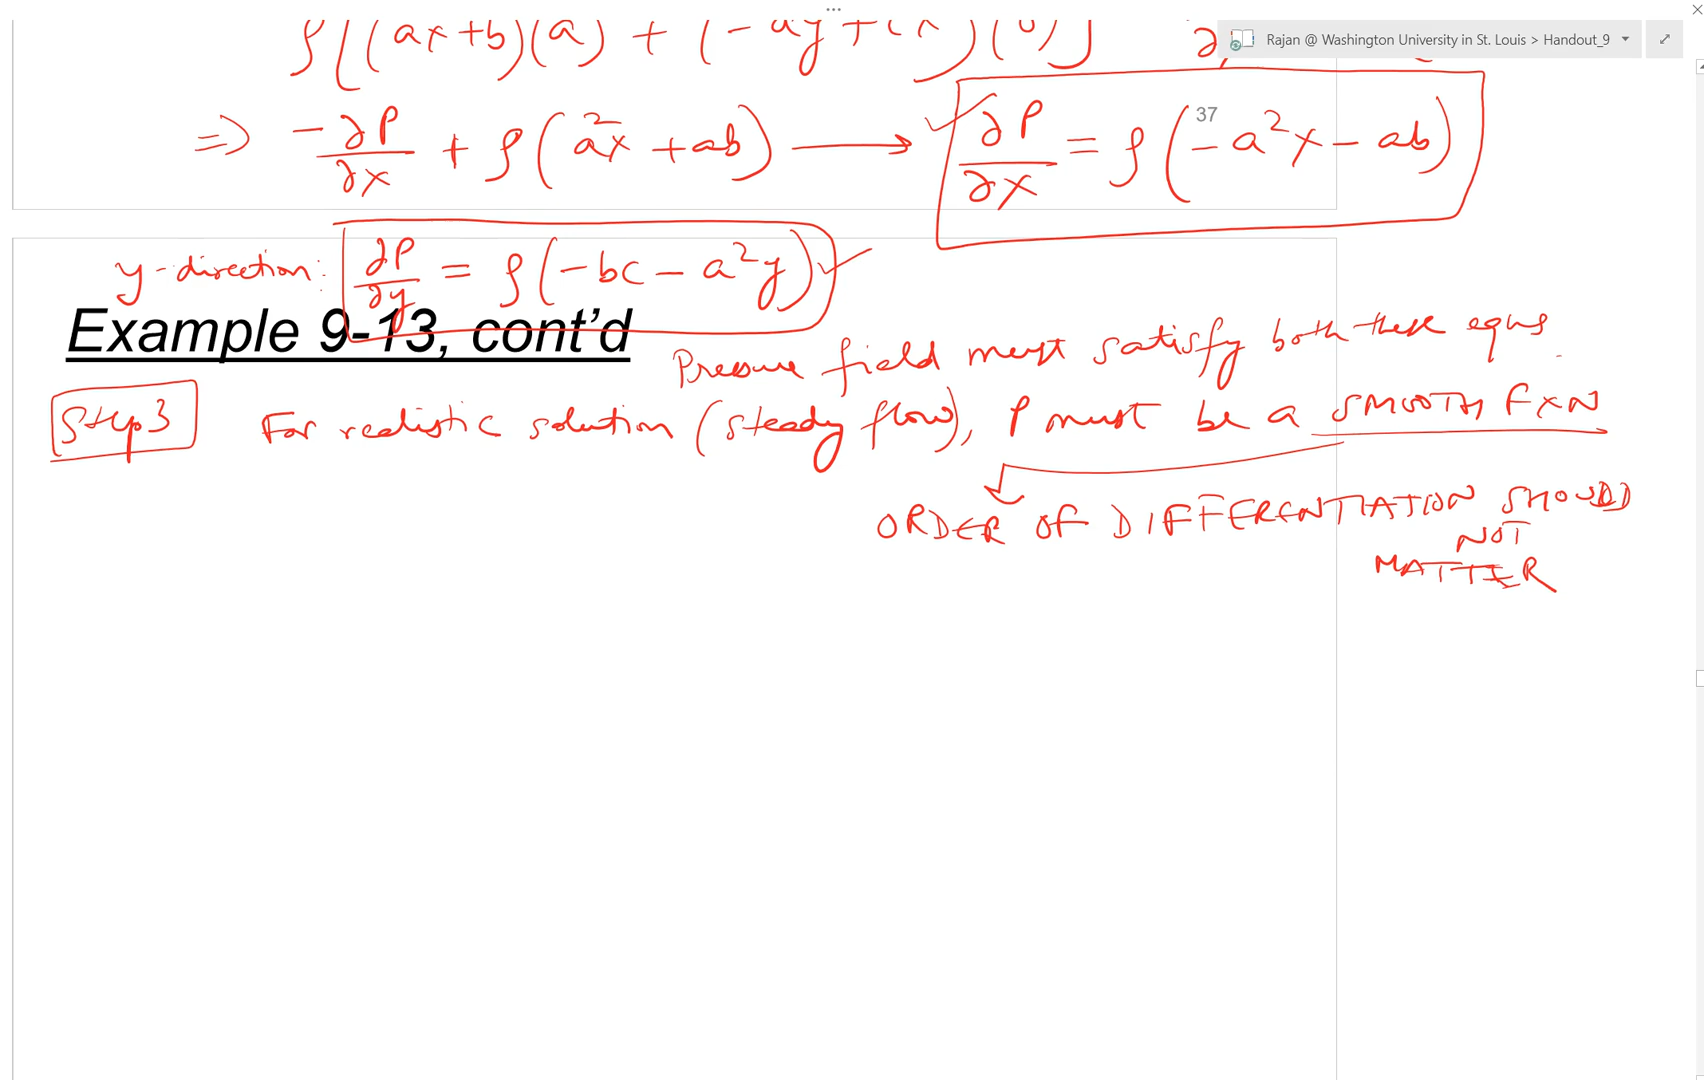 ...
Rajan @ Washington University in St. Louis > Handout_9
ρ[(ax+b)(a) + (-ay+cx)(0)]
37
=> -∂P/∂x + ρ(a²x + ab) → ∂P/∂x = ρ(-a²x - ab)
y-direction: ∂P/∂y = ρ(-bc - a²y)
Example 9-13, cont’d
Pressure field must satisfy both these eqns
Step 3
For realistic solution (steady flow), P must be a SMOOTH FXN
ORDER OF DIFFERENTIATION SHOULD
NOT
MATTER